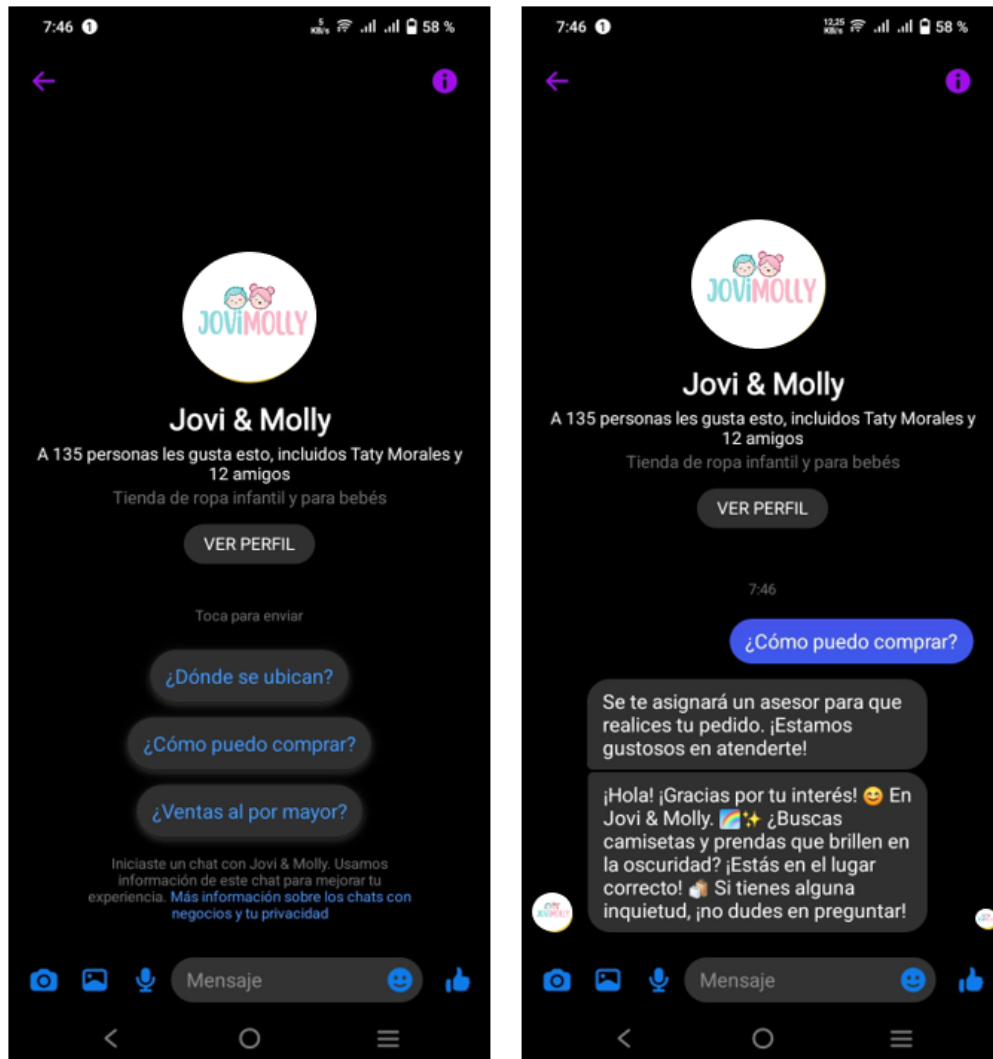 7:46 1
5 KB/s 58 %
JOVIMOLLY
Jovi & Molly
A 135 personas les gusta esto, incluidos Taty Morales y
12 amigos
Tienda de ropa infantil y para bebés
VER PERFIL
Toca para enviar
¿Dónde se ubican?
¿Cómo puedo comprar?
¿Ventas al por mayor?
Iniciaste un chat con Jovi & Molly. Usamos
información de este chat para mejorar tu
experiencia. Más información sobre los chats con
negocios y tu privacidad
Mensaje
7:46 1
12,25 KB/s 58 %
JOVIMOLLY
Jovi & Molly
A 135 personas les gusta esto, incluidos Taty Morales y
12 amigos
Tienda de ropa infantil y para bebés
VER PERFIL
7:46
¿Cómo puedo comprar?
Se te asignará un asesor para que
realices tu pedido. ¡Estamos
gustosos en atenderte!
¡Hola! ¡Gracias por tu interés! 😊 En
Jovi & Molly. 🌈✨ ¿Buscas
camisetas y prendas que brillen en
la oscuridad? ¡Estás en el lugar
correcto! 🛍️ Si tienes alguna
inquietud, ¡no dudes en preguntar!
JOVIMOLLY
Mensaje